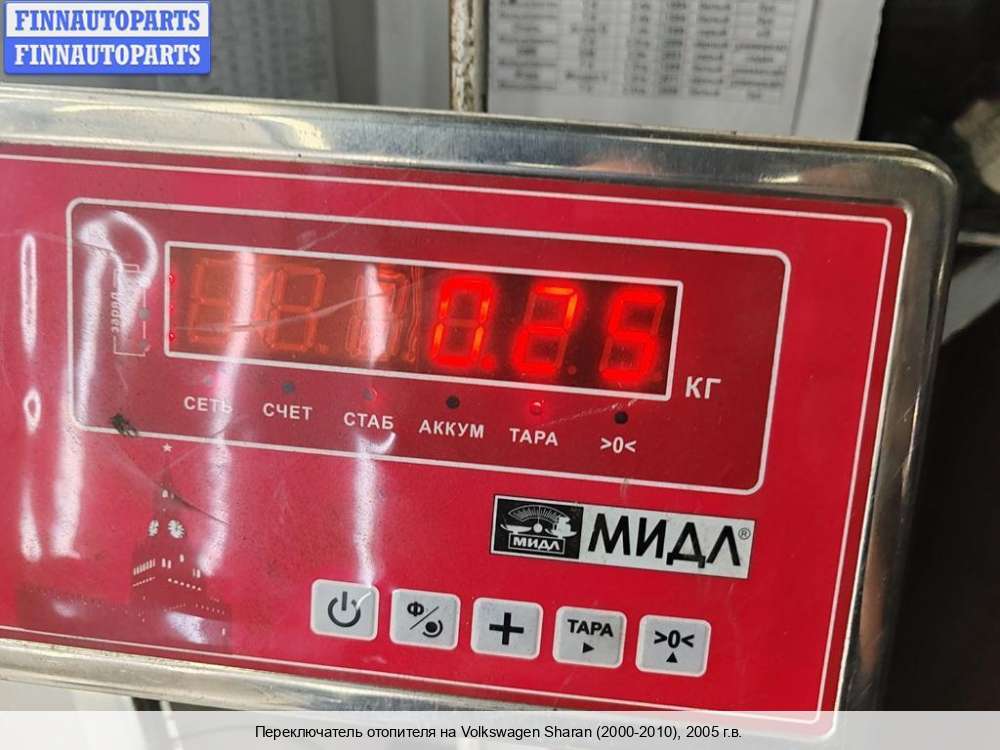 FINNAUTOPARTS
FINNAUTOPARTS
0.25
КГ
СЕТЬ СЧЕТ СТАБ АККУМ ТАРА >0<
МИДЛ
МИДЛ®
Ф
ТАРА
>0<
Переключатель отопителя на Volkswagen Sharan (2000-2010), 2005 г.в.